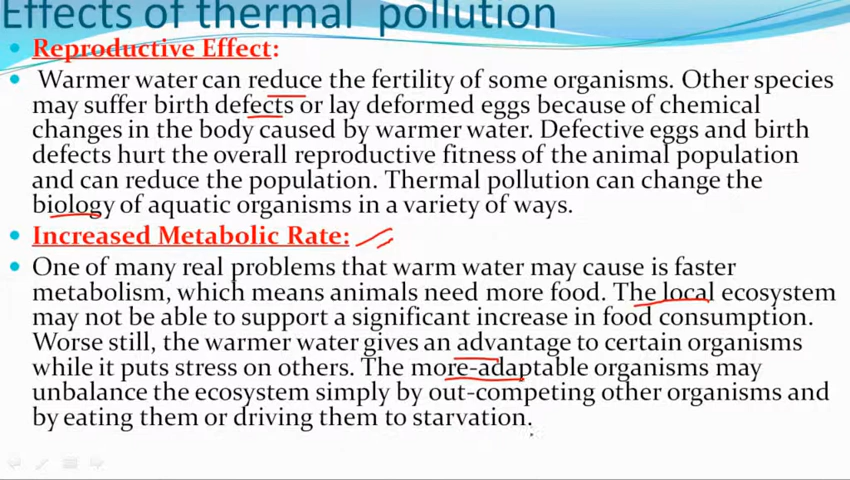 Effects of thermal pollution
Reproductive Effect:
Warmer water can reduce the fertility of some organisms. Other species
may suffer birth defects or lay deformed eggs because of chemical
changes in the body caused by warmer water. Defective eggs and birth
defects hurt the overall reproductive fitness of the animal population
and can reduce the population. Thermal pollution can change the
biology of aquatic organisms in a variety of ways.
Increased Metabolic Rate:
One of many real problems that warm water may cause is faster
metabolism, which means animals need more food. The local ecosystem
may not be able to support a significant increase in food consumption.
Worse still, the warmer water gives an advantage to certain organisms
while it puts stress on others. The more-adaptable organisms may
unbalance the ecosystem simply by out-competing other organisms and
by eating them or driving them to starvation.